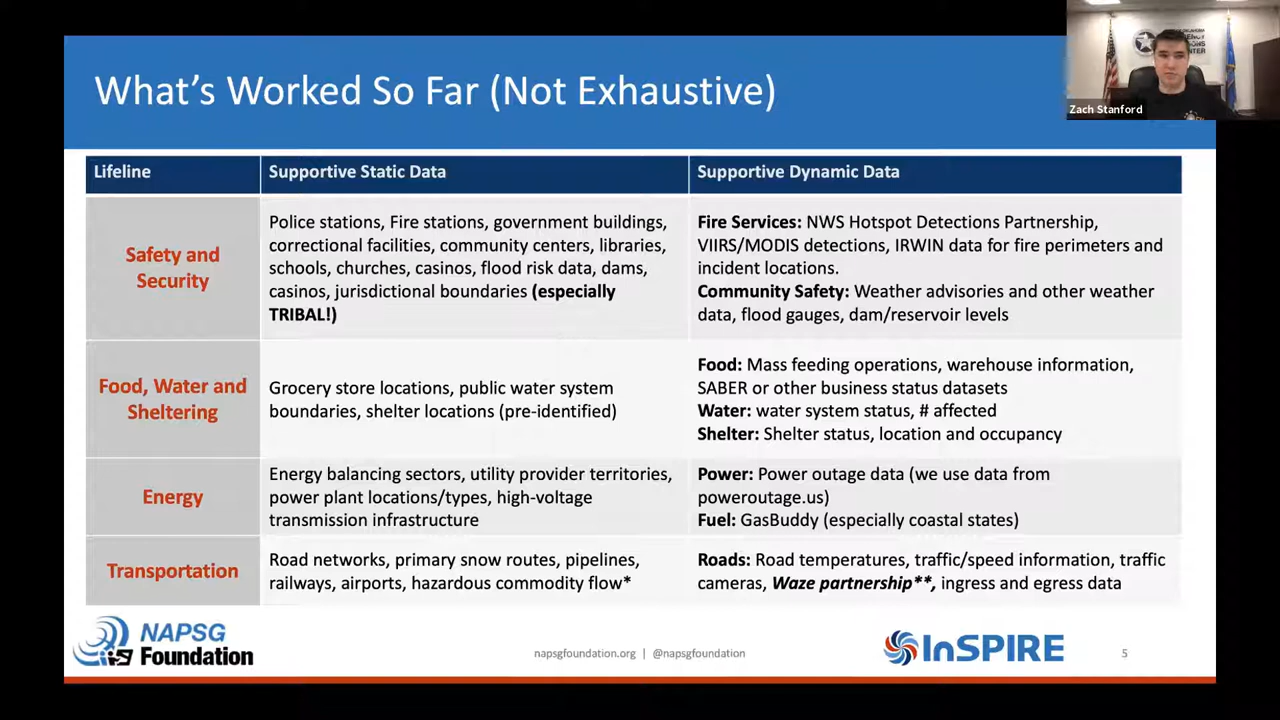 What's Worked So Far (Not Exhaustive)
Zach Stanford
Lifeline
Supportive Static Data
Supportive Dynamic Data
Safety and
Security
Police stations, Fire stations, government buildings,
correctional facilities, community centers, libraries,
schools, churches, casinos, flood risk data, dams,
casinos, jurisdictional boundaries (especially
TRIBAL!)
Fire Services: NWS Hotspot Detections Partnership,
VIIRS/MODIS detections, IRWIN data for fire perimeters and
incident locations.
Community Safety: Weather advisories and other weather
data, flood gauges, dam/reservoir levels
Food, Water and
Sheltering
Grocery store locations, public water system
boundaries, shelter locations (pre-identified)
Food: Mass feeding operations, warehouse information,
SABER or other business status datasets
Water: water system status, # affected
Shelter: Shelter status, location and occupancy
Energy
Energy balancing sectors, utility provider territories,
power plant locations/types, high-voltage
transmission infrastructure
Power: Power outage data (we use data from
poweroutage.us)
Fuel: GasBuddy (especially coastal states)
Transportation
Road networks, primary snow routes, pipelines,
railways, airports, hazardous commodity flow*
Roads: Road temperatures, traffic/speed information, traffic
cameras, Waze partnership**, ingress and egress data
NAPSG
Foundation
napsgfoundation.org | @napsgfoundation
InSPIRE
5